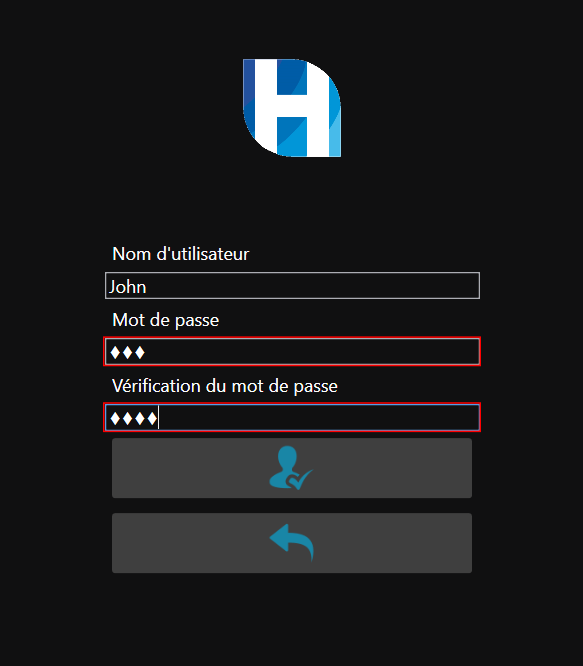 H
Nom d'utilisateur
John
Mot de passe
♦♦♦
Vérification du mot de passe
♦♦♦♦